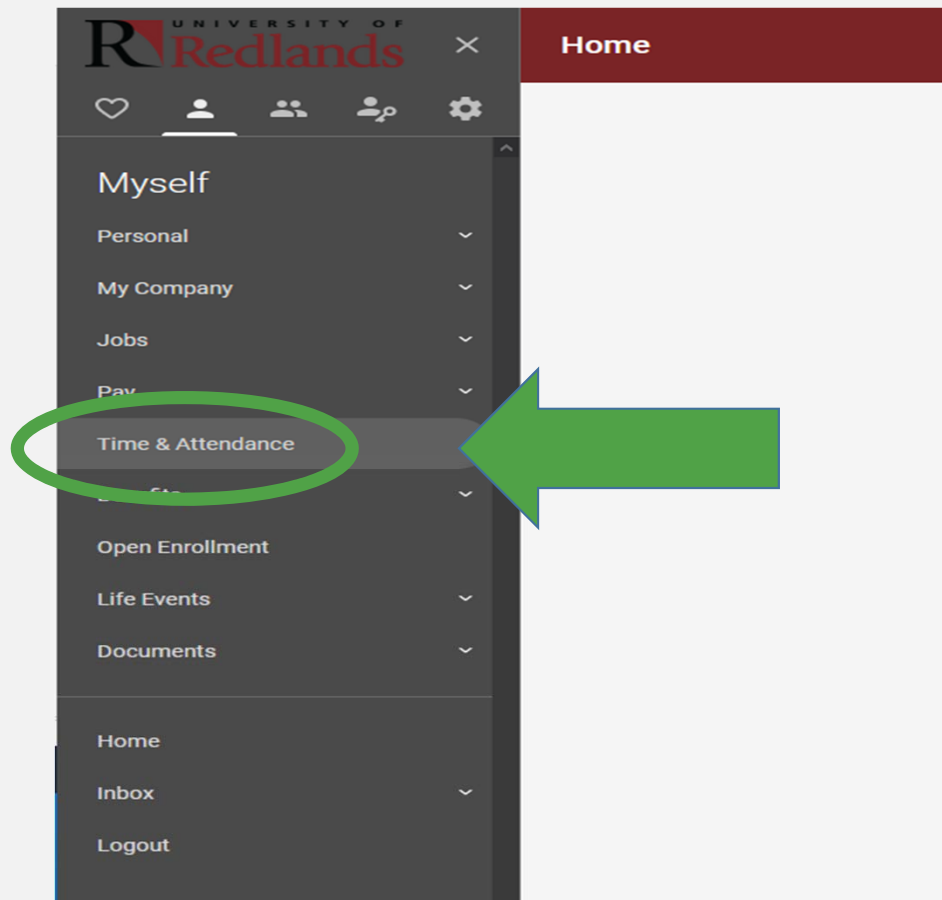 UNIVERSITY OF
R Redlands
Home
Myself
Personal
My Company
Jobs
Pay
Time & Attendance
Open Enrollment
Life Events
Documents
Home
Inbox
Logout